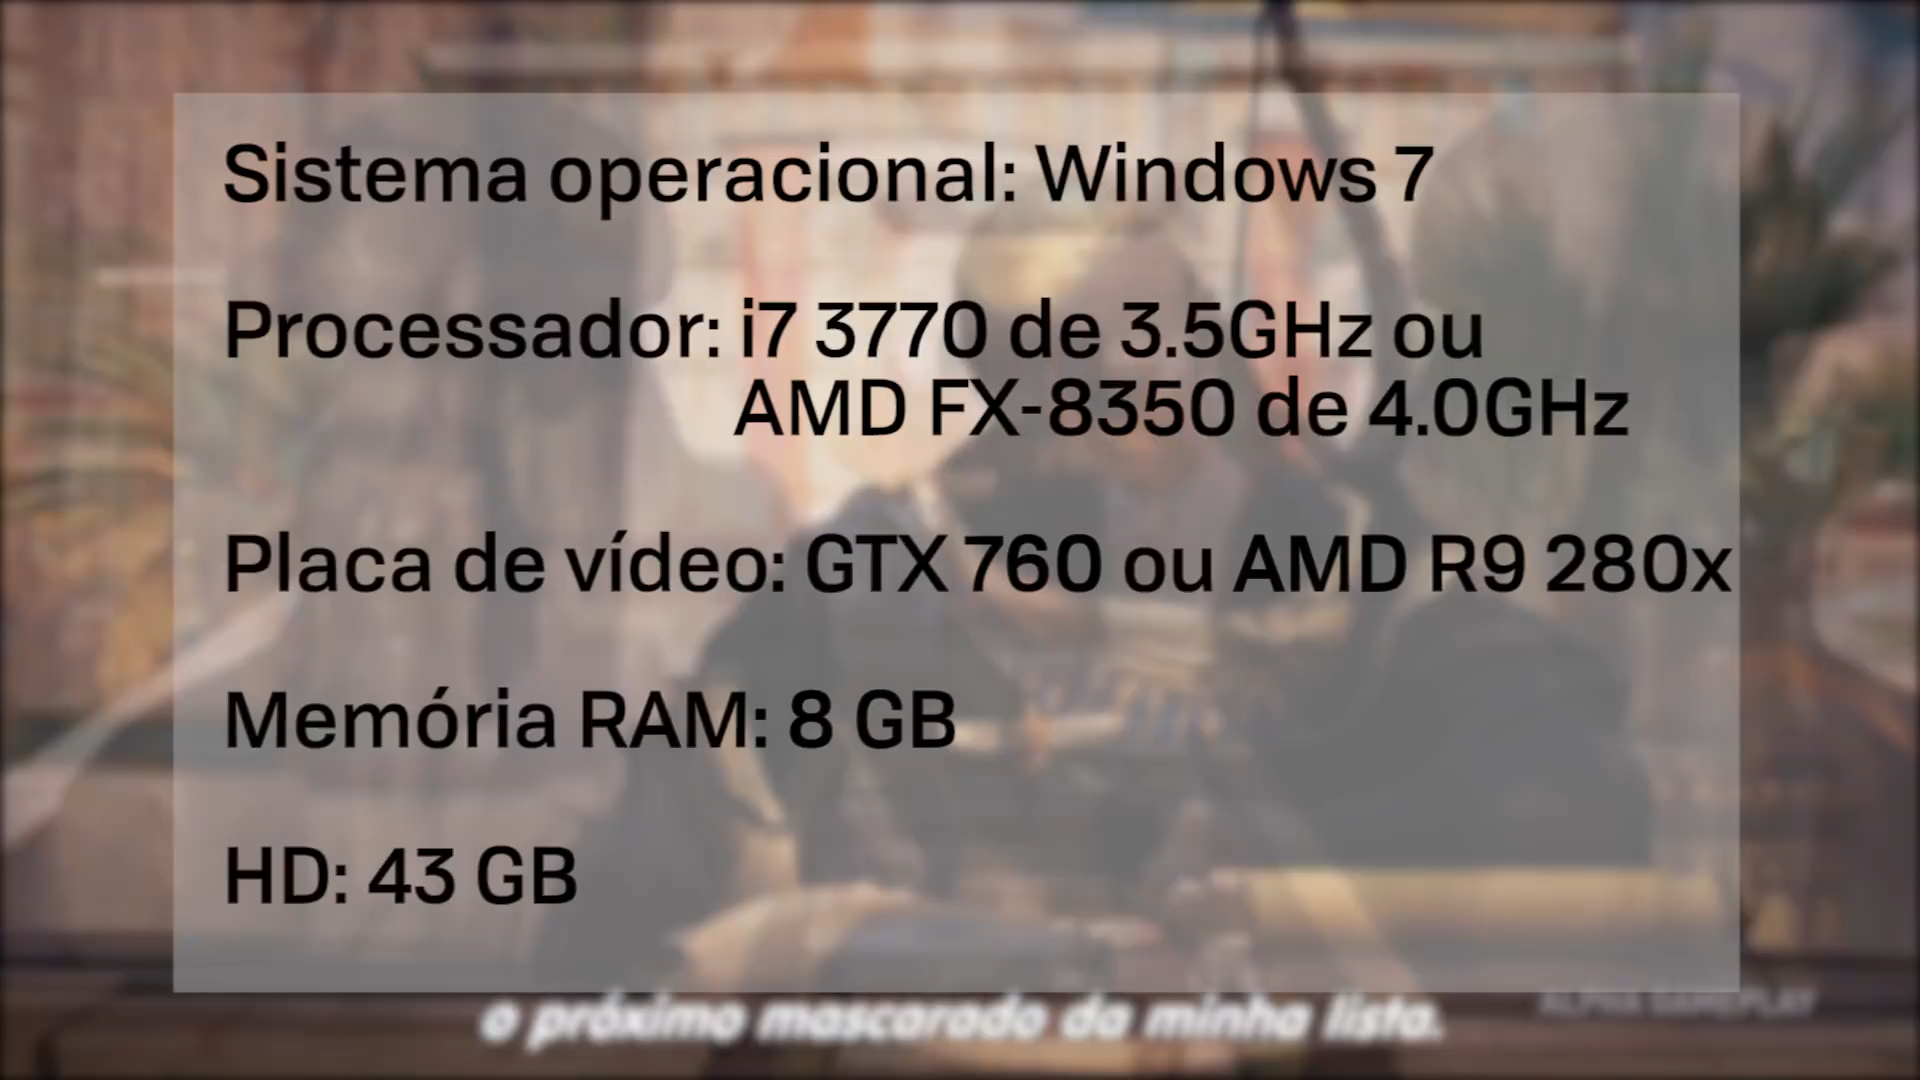 Sistema operacional: Windows 7
Processador: i7 3770 de 3.5GHz ou
AMD FX-8350 de 4.0GHz
Placa de vídeo: GTX 760 ou AMD R9 280x
Memória RAM: 8 GB
HD: 43 GB
o próximo mascarado da minha lista.
ALPHA GAMEPLAY